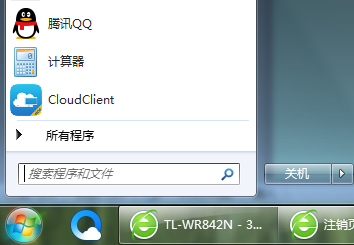 腾讯QQ
计算器
CloudClient
所有程序
搜索程序和文件
关机
TL-WR842N - 3...
注销页